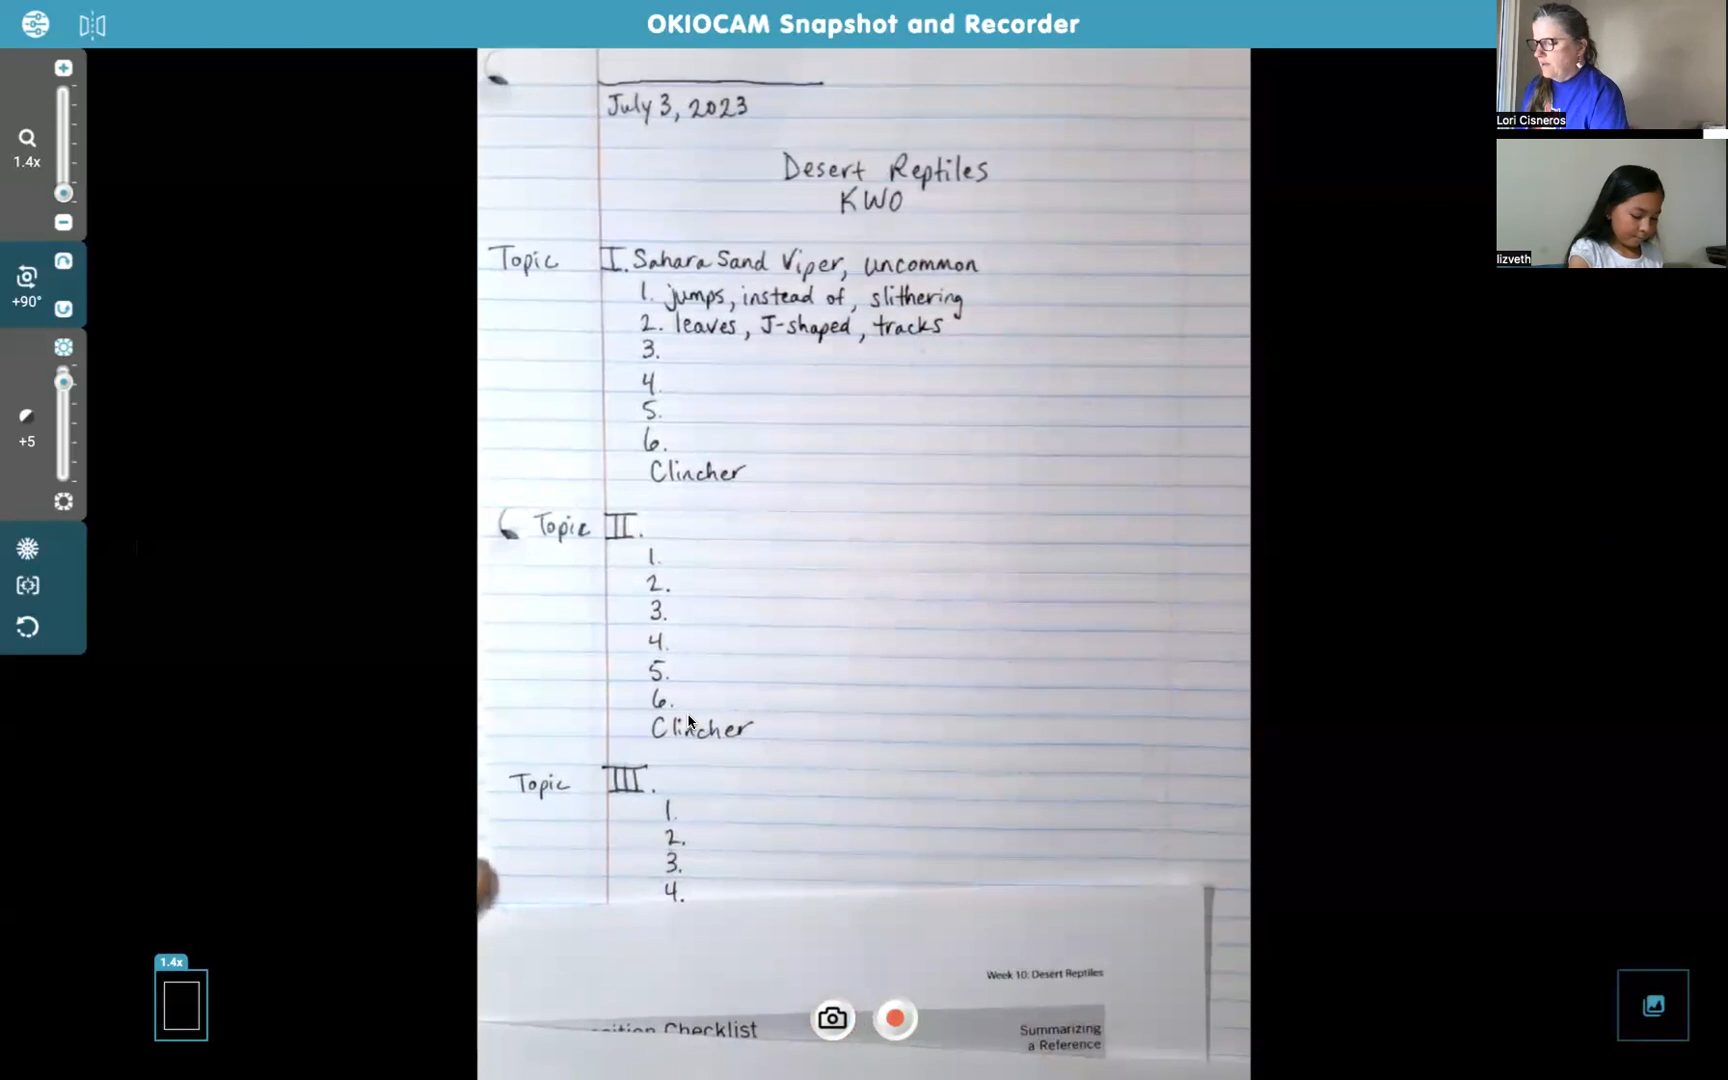 OKIOCAM Snapshot and Recorder
1.4x
+90°
+5
1.4x
Lori Cisneros
lizveth
July 3, 2023
Desert Reptiles
KWO
Topic I. Sahara Sand Viper, uncommon
1. jumps, instead of, slithering
2. leaves, J-shaped, tracks
3.
4.
5.
6.
Clincher
Topic II.
1.
2.
3.
4.
5.
6.
Clincher
Topic III.
1.
2.
3.
4.
Week 10: Desert Reptiles
Checklist
Summarizing
a Reference